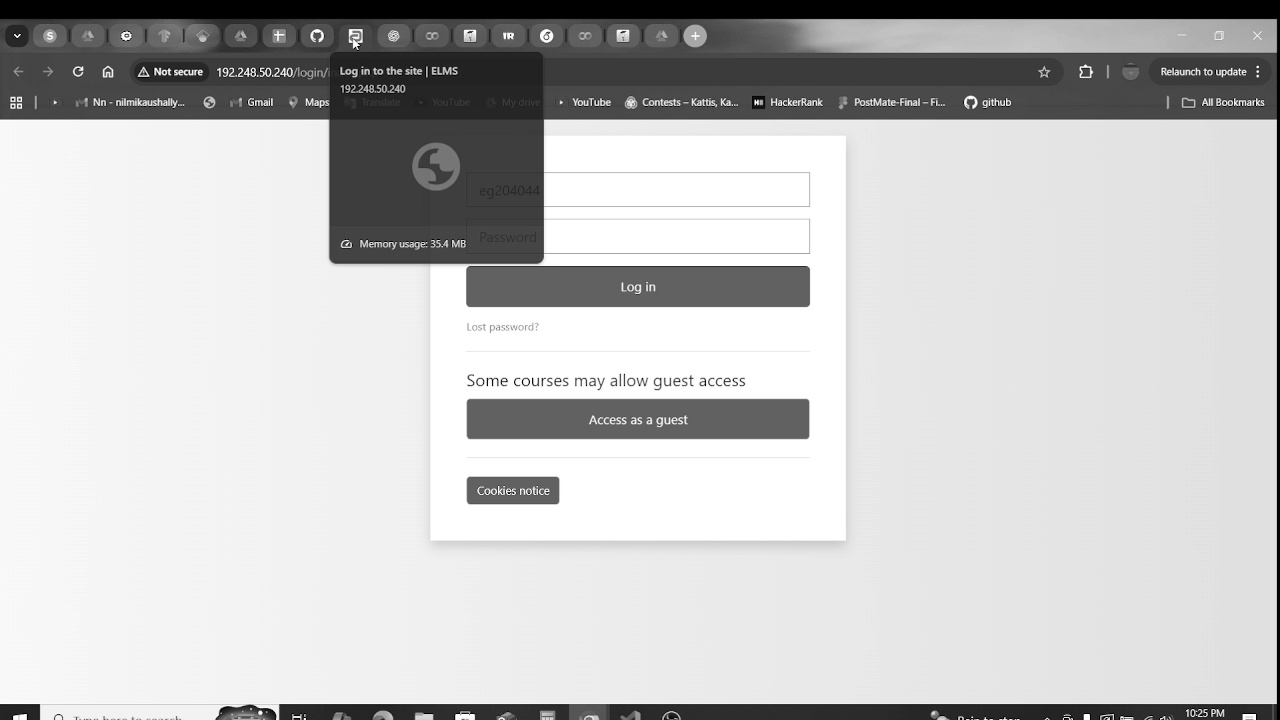 Log in to the site | ELMS
192.248.50.240
Not secure
192.248.50.240/login/i
Relaunch to update
Nn - nilmikaushally...
Gmail
Maps
Translate
YouTube
My drive
YouTube
Contests – Kattis, Ka...
HackerRank
PostMate-Final – Fi...
github
All Bookmarks
Memory usage: 35.4 MB
eg204044
Password
Log in
Lost password?
Some courses may allow guest access
Access as a guest
Cookies notice
Type here to search
Rain to stop
10:25 PM